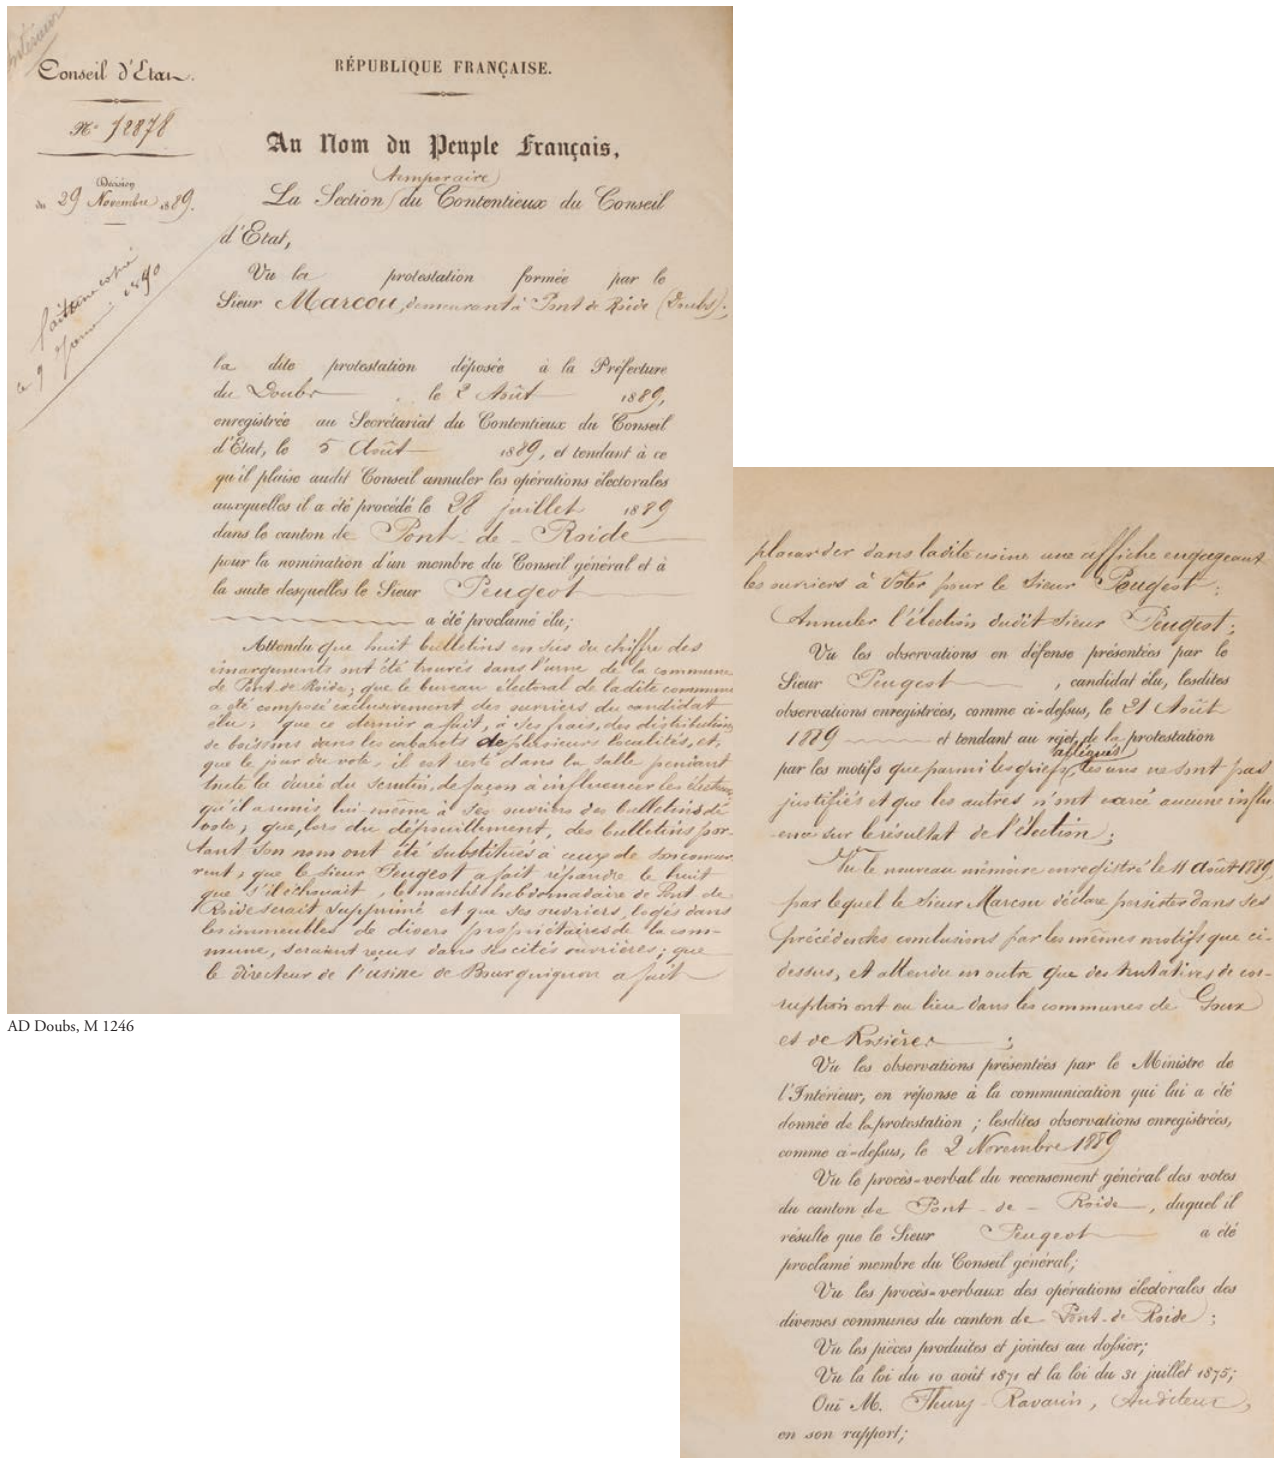 Intérieur
Conseil d'Etat.
N° 72878
Décision
du 29 Novembre 1889.
le 9 Janvier 1890
RÉPUBLIQUE FRANÇAISE.
Au Nom du Peuple Français,
(temporaire)
La Section du Contentieux du Conseil
d'Etat,
Vu la protestation formée par le
Sieur Marcou, demeurant à Pont de Roide (Doubs);
la dite protestation déposée à la Préfecture
du Doubs, le 2 Août 1889,
enregistrée au Secrétariat du Contentieux du Conseil
d'Etat, le 5 Août 1889, et tendant à ce
qu'il plaise audit Conseil annuler les opérations électorales
auxquelles il a été procédé le 28 juillet 1889
dans le canton de Pont-de-Roide
pour la nomination d'un membre du Conseil général et à
la suite desquelles le Sieur Peugeot
a été proclamé élu;
Attendu que huit bulletins en sus du chiffre des
émargements ont été trouvés dans l'urne de la commune
de Pont de Roide; que le bureau électoral de ladite commune
a été composé exclusivement des ouvriers du candidat
élu; que ce dernier a fait, à ses frais, des distributions
de boissons dans les cabarets de plusieurs localités, et,
que le jour du vote, il est resté dans la salle pendant
toute la durée du scrutin, de façon à influencer les électeurs,
qu'il a remis lui même à ses ouvriers des bulletins de
vote; que, lors du dépouillement, des bulletins por-
tant son nom ont été substitués à ceux de son concur
rent; que le sieur Peugeot a fait répandre le bruit
que s'il échouait, le marché hebdomadaire de Pont de
Roide serait supprimé et que ses ouvriers, logés dans
les immeubles de divers propriétaires de la com-
mune, seraient reçus dans ses cités ouvrières; que
le directeur de l'usine de Bourguignon a fait
AD Doubs, M 1246
placarder dans ladite usine une affiche engageant
les ouvriers à voter pour le Sieur Peugeot;
Annuler l'élection dudit Sieur Peugeot;
Vu les observations en défense présentées par le
Sieur Peugeot, candidat élu, lesdites
observations enregistrées, comme ci-dessus, le 21 Août
1889 et tendant au rejet de la protestation
allégués
par les motifs que parmi les griefs, les uns ne sont pas
justifiés et que les autres n'ont exercé aucune influ
ence sur le résultat de l'élection;
Vu le nouveau mémoire enregistré le 11 Août 1889,
par lequel le Sieur Marcou déclare persister dans ses
précédentes conclusions par les mêmes motifs que ci-
dessus, et attendu en outre que des tentatives de cor-
ruption ont eu lieu dans les communes de Goux
et de Rosières;
Vu les observations présentées par le Ministre de
l'Intérieur, en réponse à la communication qui lui a été
donnée de la protestation; lesdites observations enregistrées,
comme ci-dessus, le 2 Novembre 1889
Vu le procès-verbal du recensement général des votes
du canton de Pont-de-Roide, duquel il
résulte que le Sieur Peugeot a été
proclamé membre du Conseil général;
Vu les procès-verbaux des opérations électorales des
diverses communes du canton de Pont-de Roide;
Vu les pièces produites et jointes au dossier;
Vu la loi du 10 août 1871 et la loi du 31 juillet 1875;
Ouï M. Thury-Ravarin, Auditeur,
en son rapport;